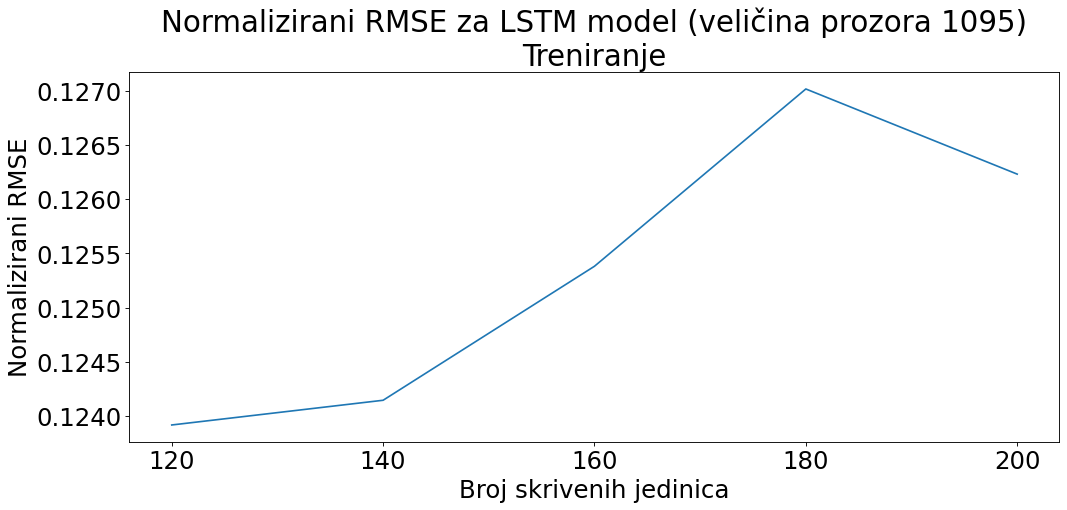 Normalizirani RMSE za LSTM model (veličina prozora 1095)
Treniranje
Normalizirani RMSE
0.1270
0.1265
0.1260
0.1255
0.1250
0.1245
0.1240
120 140 160 180 200
Broj skrivenih jedinica